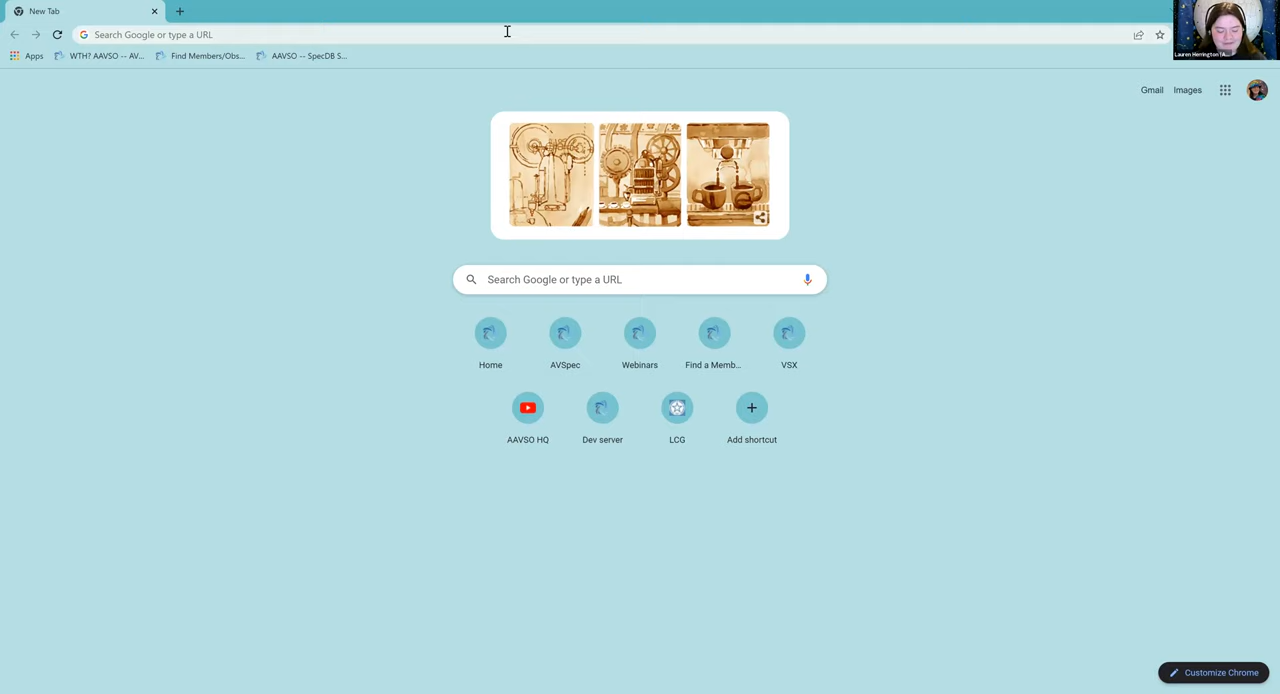 New Tab
Search Google or type a URL
Apps
WTH? AAVSO -- AV...
Find Members/Obs...
AAVSO -- SpecDB S...
Gmail
Images
Search Google or type a URL
Home
AVSpec
Webinars
Find a Memb...
VSX
AAVSO HQ
Dev server
LCG
Add shortcut
Customize Chrome
Lauren Herrington (A...